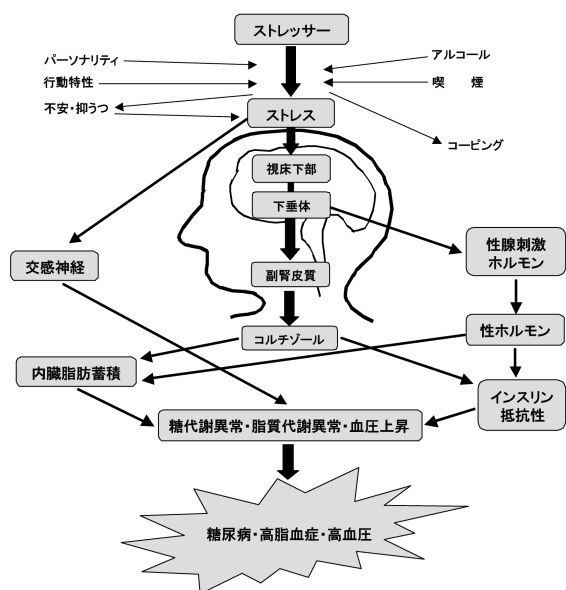 ストレッサー
パーソナリティ
アルコール
行動特性
喫　煙
不安・抑うつ
ストレス
コーピング
視床下部
下垂体
性腺刺激
ホルモン
交感神経
副腎皮質
性ホルモン
コルチゾール
内臓脂肪蓄積
インスリン
抵抗性
糖代謝異常・脂質代謝異常・血圧上昇
糖尿病・高脂血症・高血圧